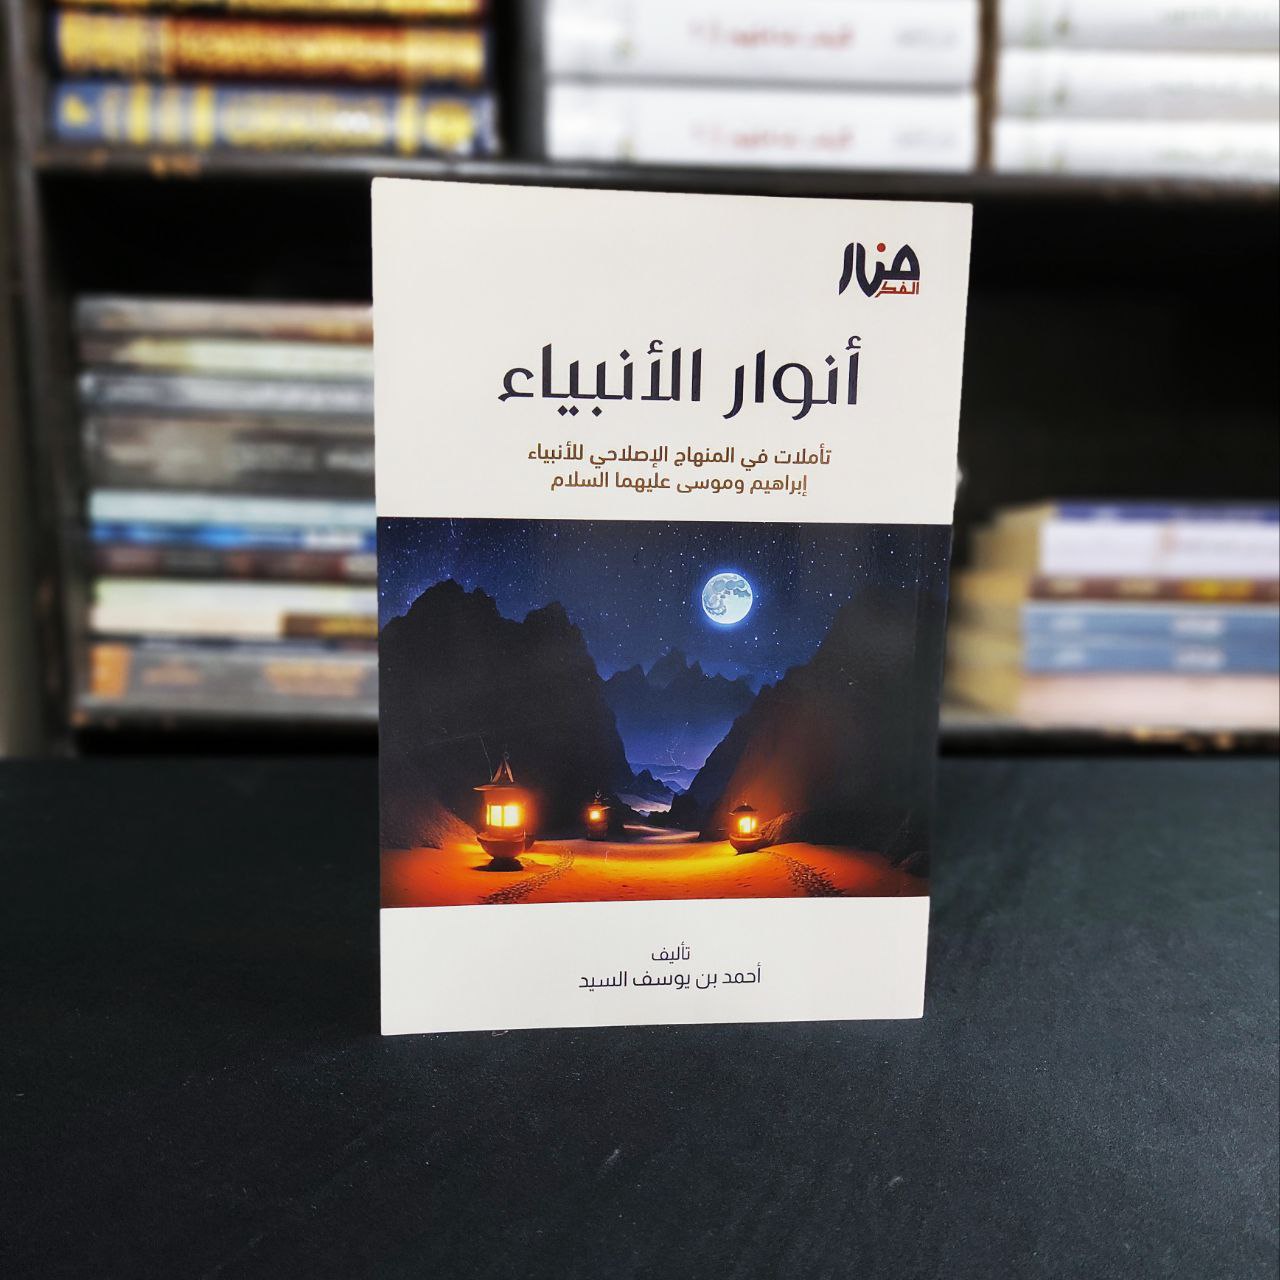 منار
الفكر
أنوار الأنبياء
تأملات في المنهاج الإصلاحي للأنبياء
إبراهيم وموسى عليهما السلام
تأليف
أحمد بن يوسف السيد